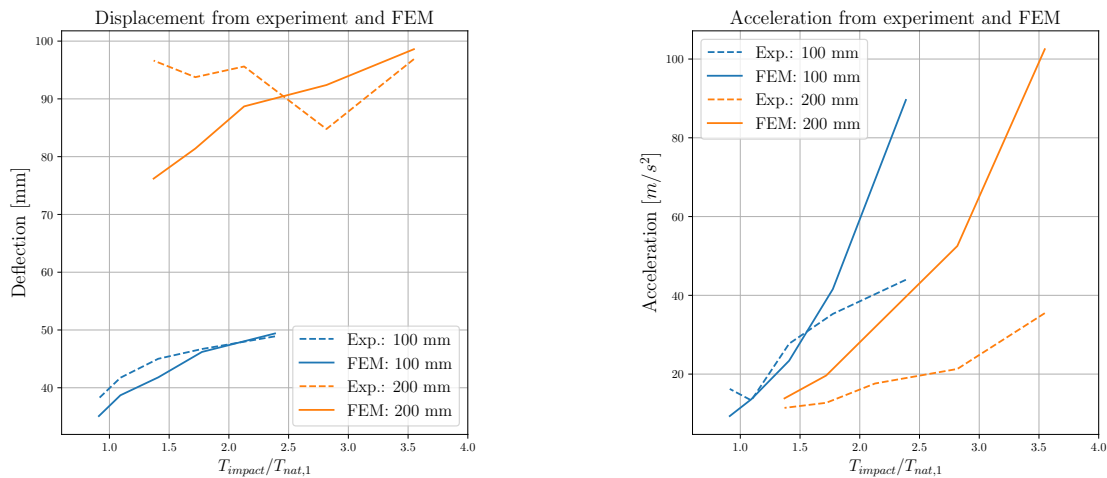 Displacement from experiment and FEM
100
90
80
70
60
50
40
Deflection [mm]
Exp.: 100 mm
FEM: 100 mm
Exp.: 200 mm
FEM: 200 mm
1.0 1.5 2.0 2.5 3.0 3.5 4.0
T_impact/T_nat,1
Acceleration from experiment and FEM
Exp.: 100 mm
FEM: 100 mm
Exp.: 200 mm
FEM: 200 mm
100
80
60
40
20
Acceleration [m/s²]
1.0 1.5 2.0 2.5 3.0 3.5 4.0
T_impact/T_nat,1